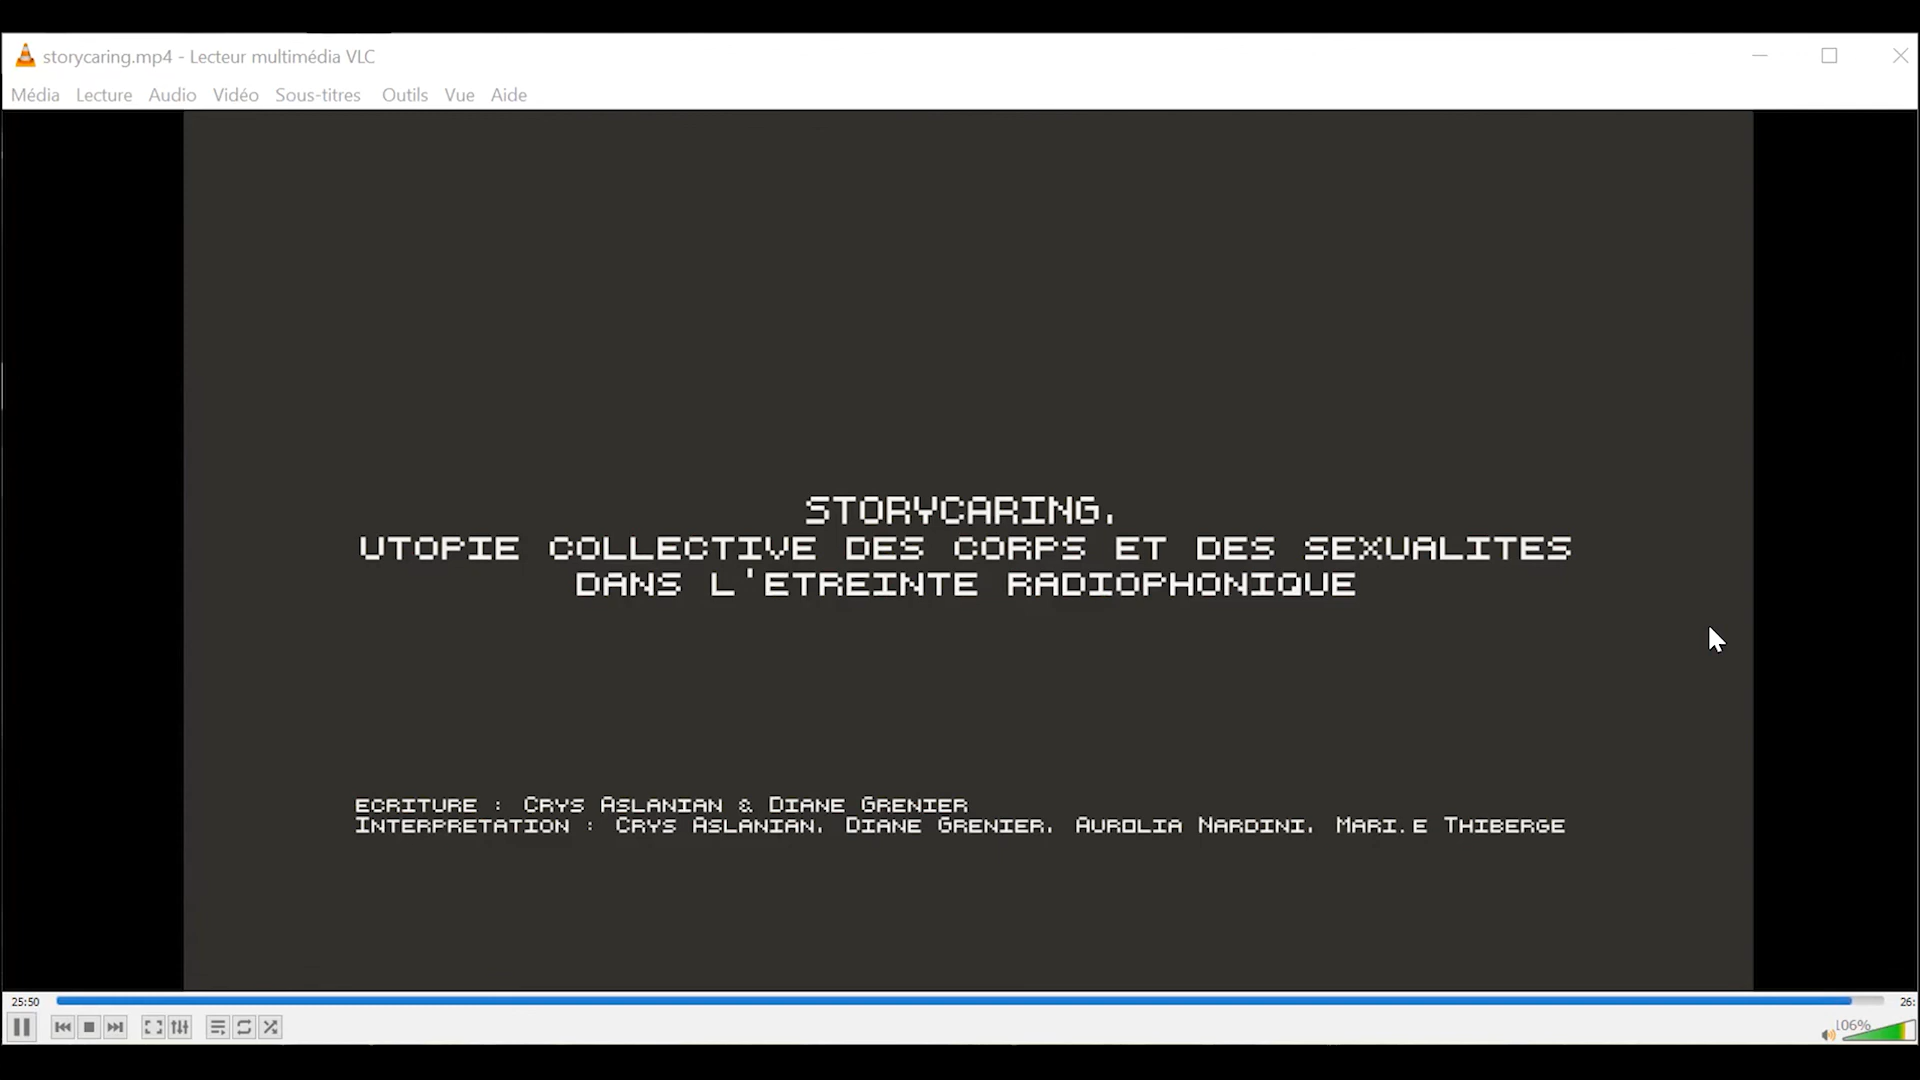 storycaring.mp4 - Lecteur multimédia VLC
Média Lecture Audio Vidéo Sous-titres Outils Vue Aide
STORYCARING.
UTOPIE COLLECTIVE DES CORPS ET DES SEXUALITES
DANS L'ETREINTE RADIOPHONIQUE
ECRITURE : CRYS ASLANIAN & DIANE GRENIER
INTERPRETATION : CRYS ASLANIAN, DIANE GRENIER, AUROLIA NARDINI, MARI.E THIBERGE
25:50
26:
106%